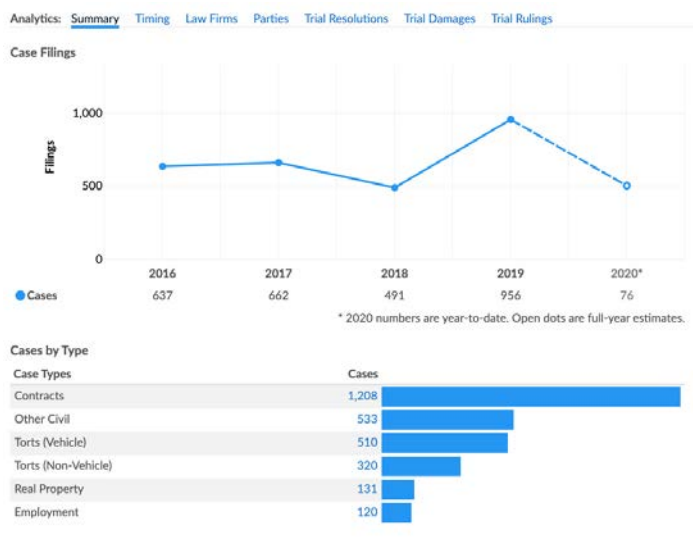 Analytics: Summary Timing Law Firms Parties Trial Resolutions Trial Damages Trial Rulings
Case Filings
1,000
Filings
500
0
2016 2017 2018 2019 2020*
Cases 637 662 491 956 76
* 2020 numbers are year-to-date. Open dots are full-year estimates.
Cases by Type
Case Types Cases
Contracts 1,208
Other Civil 533
Torts (Vehicle) 510
Torts (Non-Vehicle) 320
Real Property 131
Employment 120